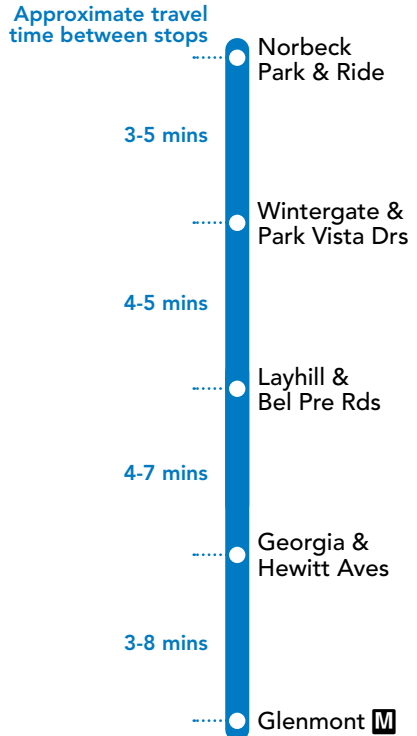 Approximate travel
time between stops
Norbeck
Park & Ride
3-5 mins
Wintergate &
Park Vista Drs
4-5 mins
Layhill &
Bel Pre Rds
4-7 mins
Georgia &
Hewitt Aves
3-8 mins
Glenmont M